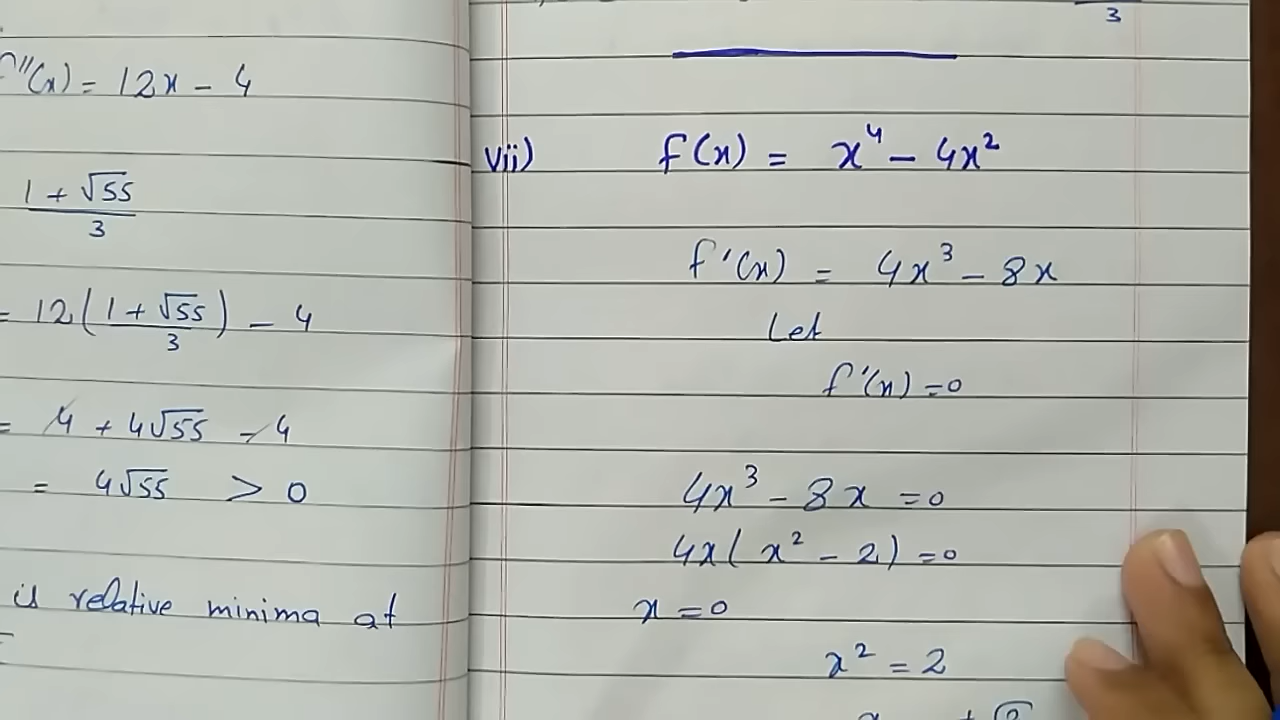 f''(x) = 12x - 4
1 + √55
3
= 12(1 + √55) - 4
3
= 4 + 4√55 - 4
= 4√55 > 0
is relative minima at
3
vii) f(x) = x⁴ - 4x²
f'(x) = 4x³ - 8x
Let
f'(x) = 0
4x³ - 8x = 0
4x(x² - 2) = 0
x = 0
x² = 2